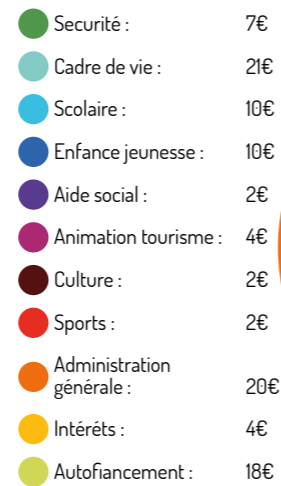 Securité : 7€
Cadre de vie : 21€
Scolaire : 10€
Enfance jeunesse : 10€
Aide social : 2€
Animation tourisme : 4€
Culture : 2€
Sports : 2€
Administration
générale : 20€
Intéréts : 4€
Autofiancement : 18€